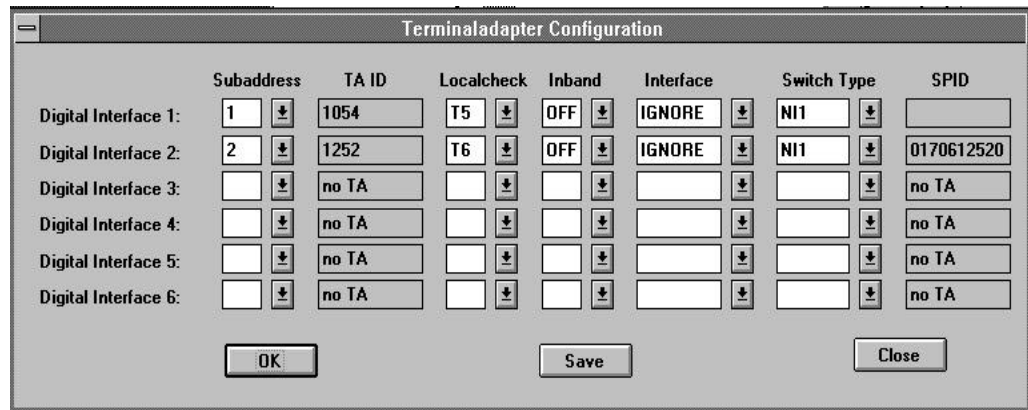 Terminaladapter Configuration
Subaddress TA ID Localcheck Inband Interface Switch Type SPID
Digital Interface 1: 1 1054 T5 OFF IGNORE NI1
Digital Interface 2: 2 1252 T6 OFF IGNORE NI1 0170612520
Digital Interface 3: no TA no TA
Digital Interface 4: no TA no TA
Digital Interface 5: no TA no TA
Digital Interface 6: no TA no TA
OK Save Close